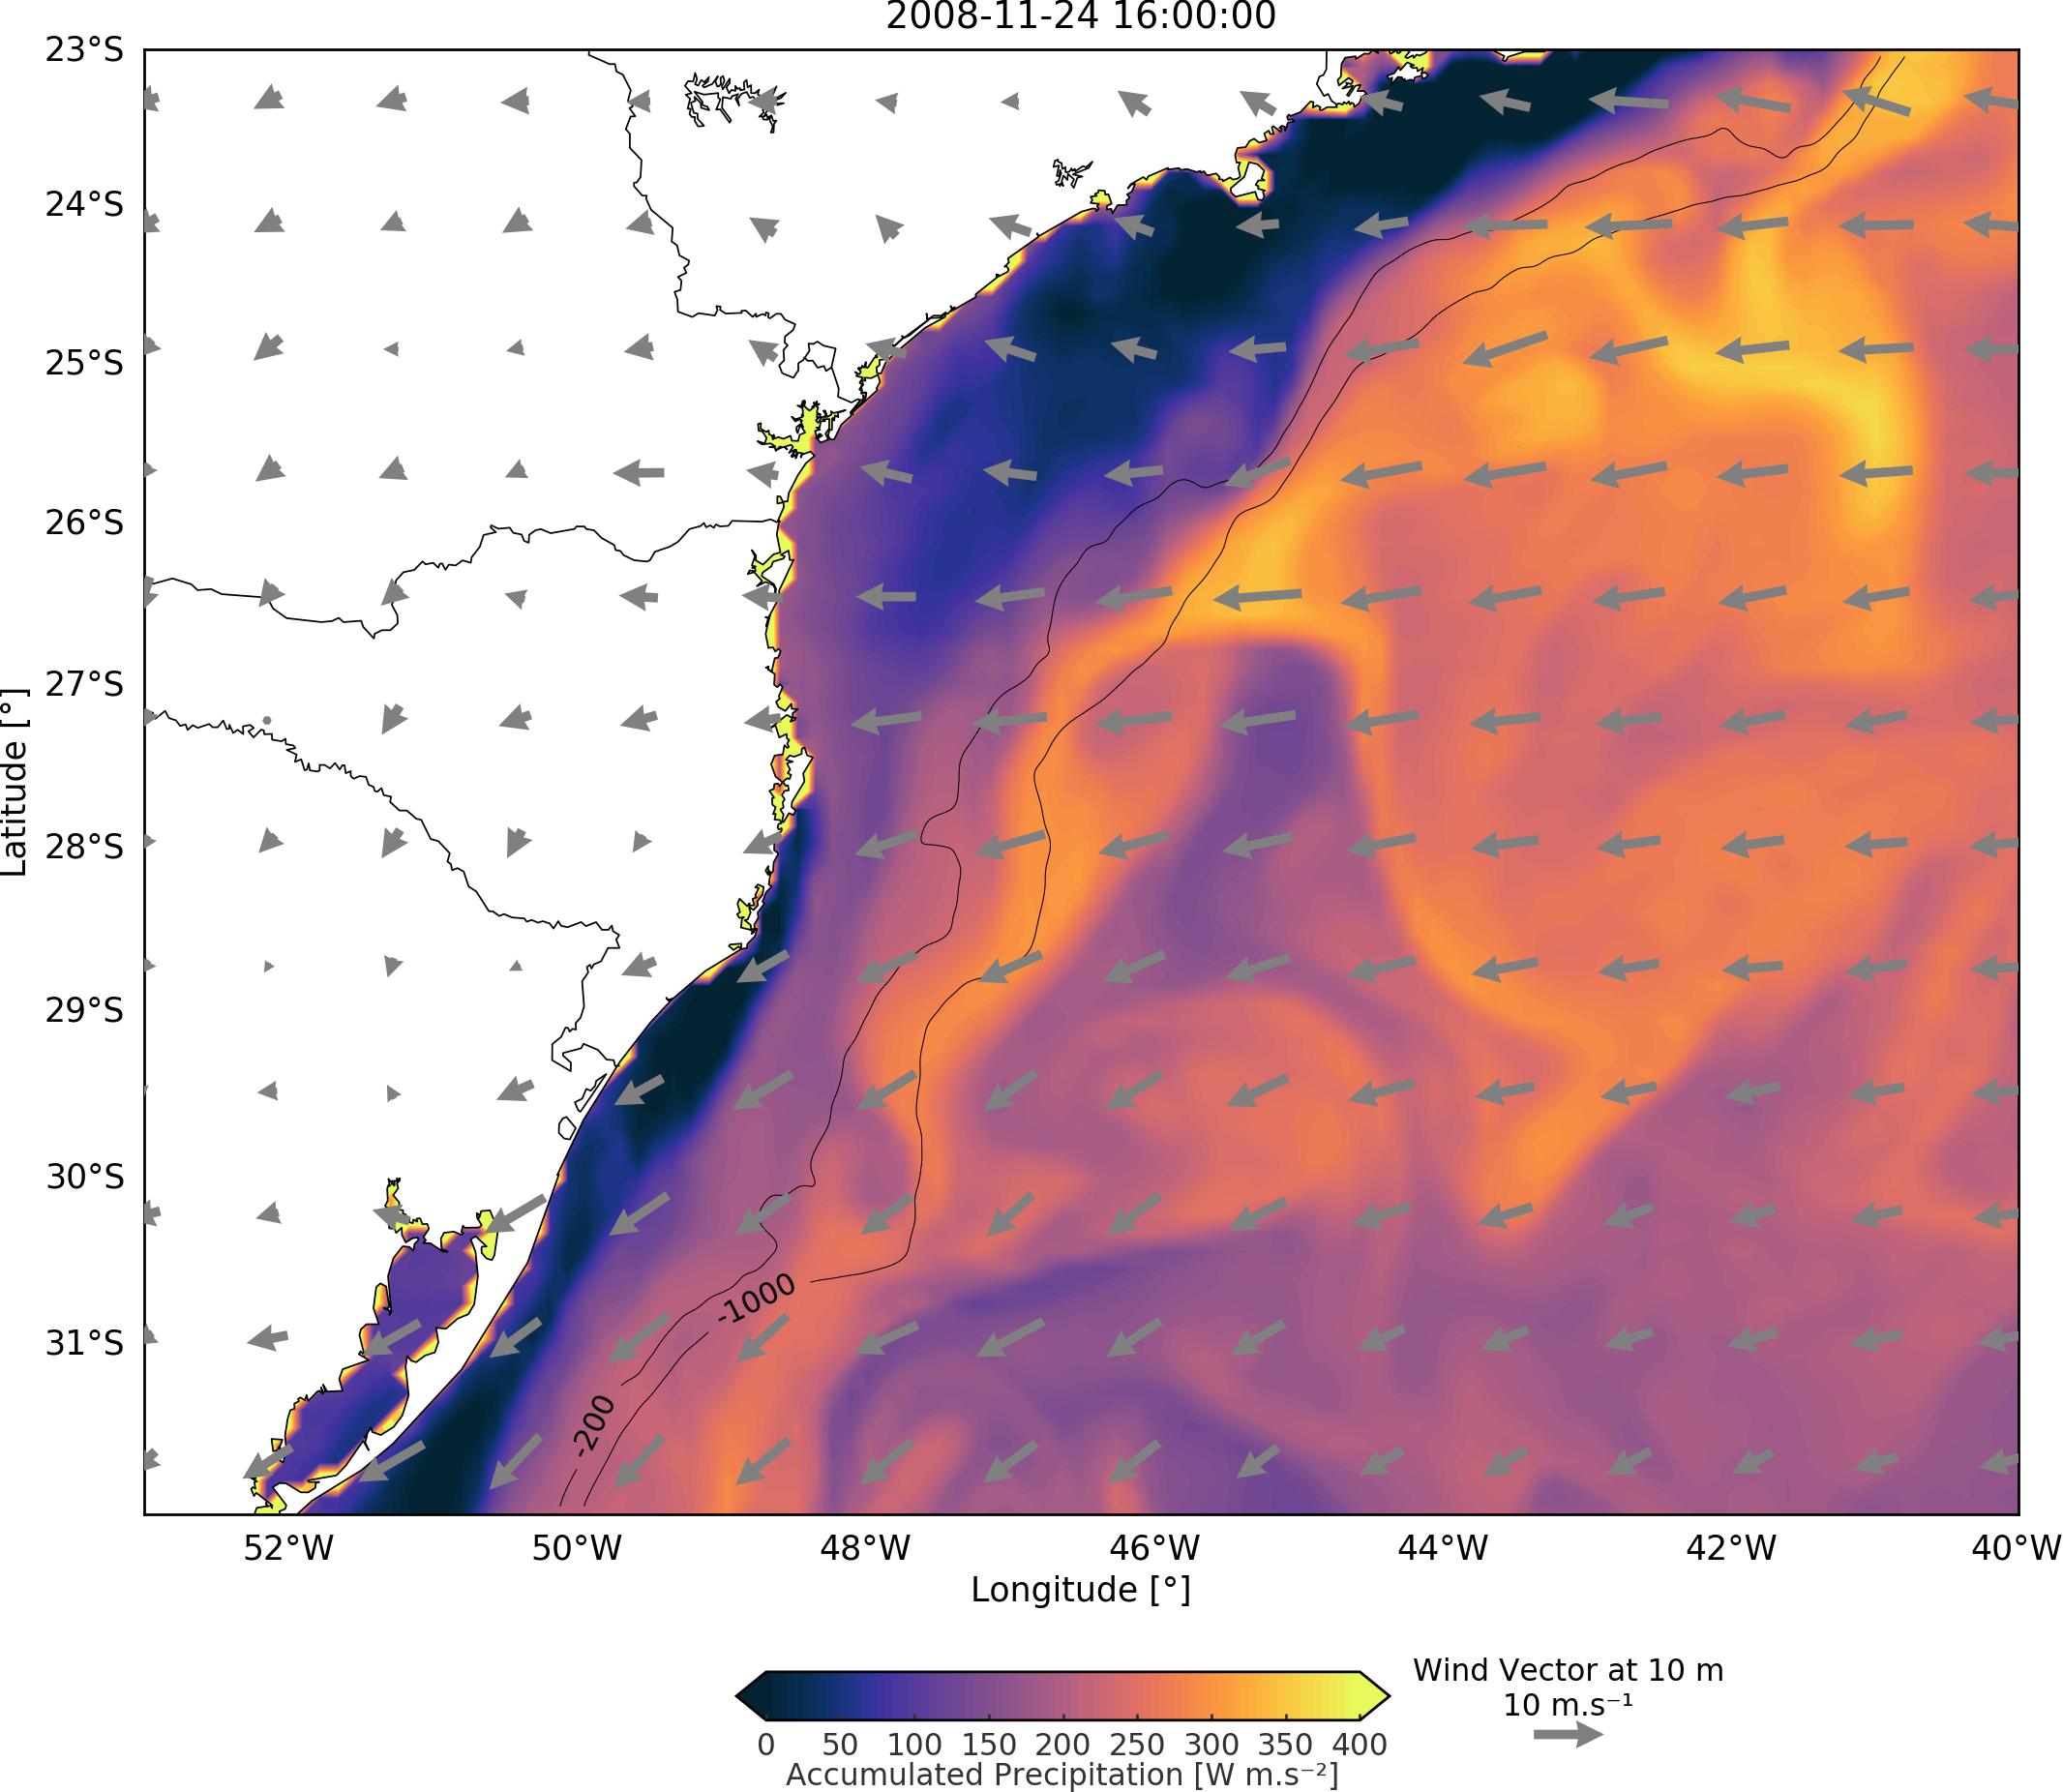 2008-11-24 16:00:00
23°S
24°S
25°S
26°S
27°S
28°S
29°S
30°S
31°S
Latitude [°]
-1000
-200
52°W 50°W 48°W 46°W 44°W 42°W 40°W
Longitude [°]
Wind Vector at 10 m
10 m.s⁻¹
0 50 100 150 200 250 300 350 400
Accumulated Precipitation [W m.s⁻²]